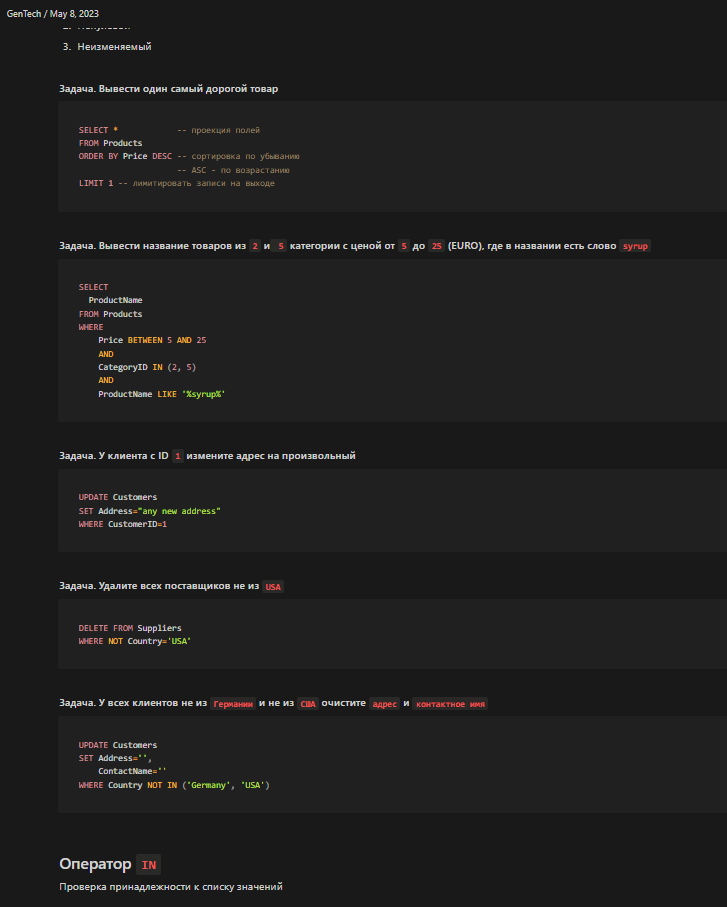 GenTech / May 8, 2023
3. Неизменяемый
Задача. Вывести один самый дорогой товар
SELECT * -- проекция полей
FROM Products
ORDER BY Price DESC -- сортировка по убыванию
-- ASC - по возрастанию
LIMIT 1 -- лимитировать записи на выходе
Задача. Вывести название товаров из 2 и 5 категории с ценой от 5 до 25 (EURO), где в названии есть слово syrup
SELECT
ProductName
FROM Products
WHERE
Price BETWEEN 5 AND 25
AND
CategoryID IN (2, 5)
AND
ProductName LIKE '%syrup%'
Задача. У клиента с ID 1 измените адрес на произвольный
UPDATE Customers
SET Address="any new address"
WHERE CustomerID=1
Задача. Удалите всех поставщиков не из USA
DELETE FROM Suppliers
WHERE NOT Country='USA'
Задача. У всех клиентов не из Германии и не из США очистите адрес и контактное имя
UPDATE Customers
SET Address='',
ContactName=''
WHERE Country NOT IN ('Germany', 'USA')
Оператор IN
Проверка принадлежности к списку значений